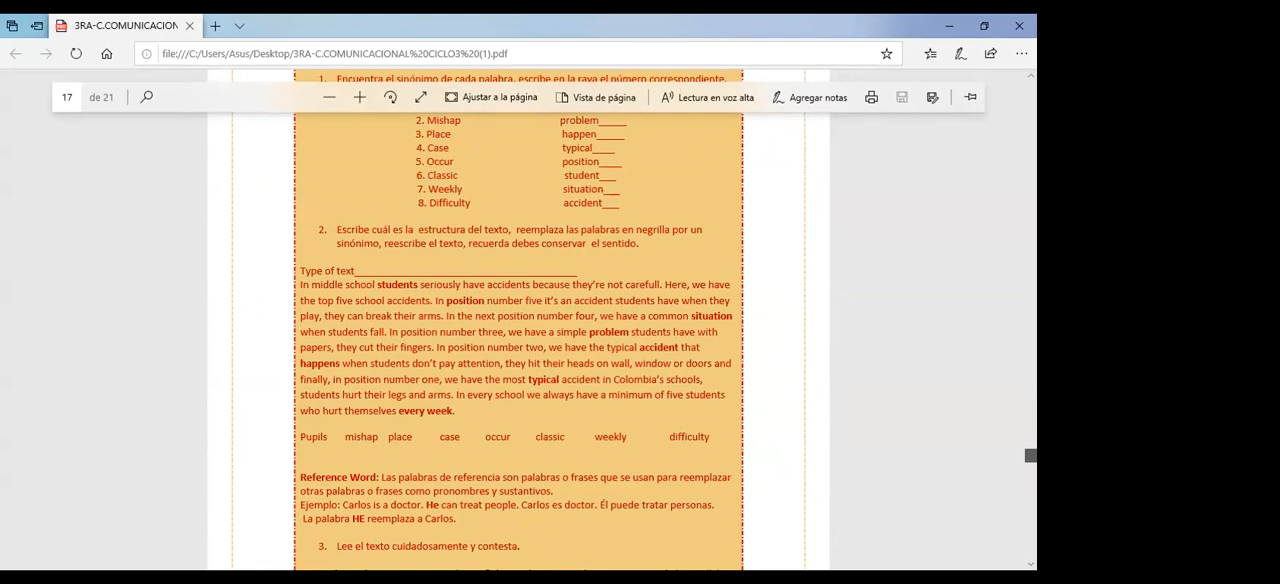 3RA-C.COMUNICACION
file:///C:/Users/Asus/Desktop/3RA-C.COMUNICACIONAL%20CICLO3%20(1).pdf
1. Encuentra el sinónimo de cada palabra, escribe en la raya el número correspondiente.
17 de 21 Ajustar a la página Vista de página Lectura en voz alta Agregar notas
2. Mishap problem______
3. Place happen______
4. Case typical_____
5. Occur position_____
6. Classic student____
7. Weekly situation____
8. Difficulty accident____
2. Escribe cuál es la estructura del texto, reemplaza las palabras en negrilla por un
sinónimo, reescribe el texto, recuerda debes conservar el sentido.
Type of text________________________________________
In middle school students seriously have accidents because they're not carefull. Here, we have
the top five school accidents. In position number five it's an accident students have when they
play, they can break their arms. In the next position number four, we have a common situation
when students fall. In position number three, we have a simple problem students have with
papers, they cut their fingers. In position number two, we have the typical accident that
happens when students don't pay attention, they hit their heads on wall, window or doors and
finally, in position number one, we have the most typical accident in Colombia's schools,
students hurt their legs and arms. In every school we always have a minimum of five students
who hurt themselves every week.
Pupils mishap place case occur classic weekly difficulty
Reference Word: Las palabras de referencia son palabras o frases que se usan para reemplazar
otras palabras o frases como pronombres y sustantivos.
Ejemplo: Carlos is a doctor. He can treat people. Carlos es doctor. Él puede tratar personas.
La palabra HE reemplaza a Carlos.
3. Lee el texto cuidadosamente y contesta.